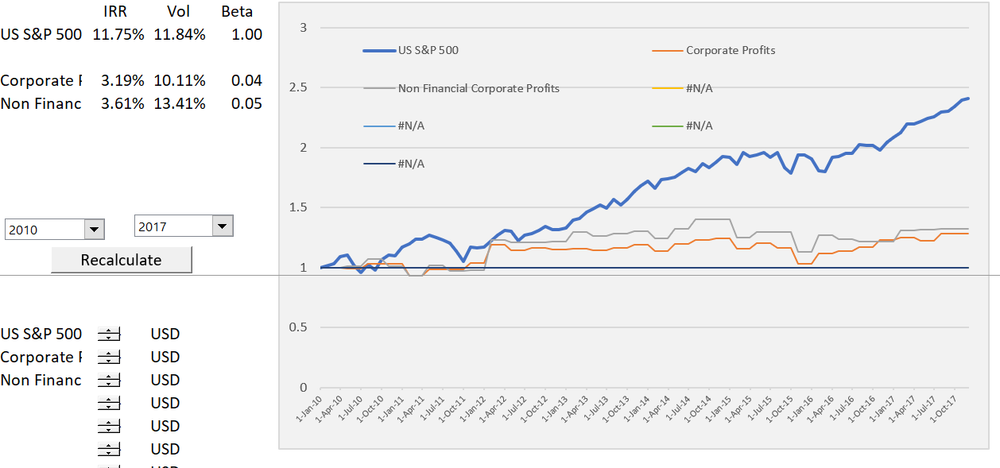 IRR Vol Beta
US S&P 500 11.75% 11.84% 1.00
Corporate P 3.19% 10.11% 0.04
Non Financ 3.61% 13.41% 0.05
2010 2017
Recalculate
US S&P 500 USD
Corporate P USD
Non Financ USD
USD
USD
USD
USD
3
US S&P 500 Corporate Profits
2.5
Non Financial Corporate Profits #N/A
#N/A #N/A
2
#N/A
1.5
1
0.5
0
1-Jan-10 1-Apr-10 1-Jul-10 1-Oct-10 1-Jan-11 1-Apr-11 1-Jul-11 1-Oct-11 1-Jan-12 1-Apr-12 1-Jul-12 1-Oct-12 1-Jan-13 1-Apr-13 1-Jul-13 1-Oct-13 1-Jan-14 1-Apr-14 1-Jul-14 1-Oct-14 1-Jan-15 1-Apr-15 1-Jul-15 1-Oct-15 1-Jan-16 1-Apr-16 1-Jul-16 1-Oct-16 1-Jan-17 1-Apr-17 1-Jul-17 1-Oct-17